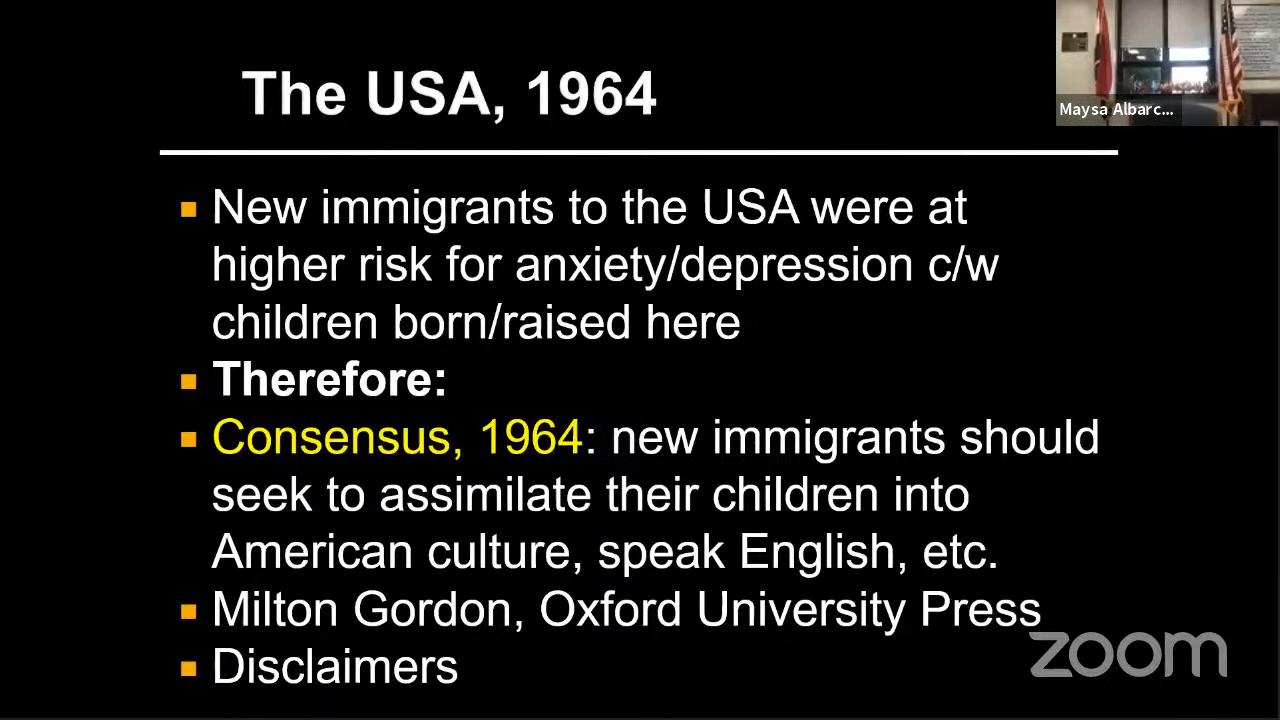 The USA, 1964
Maysa Albarc...
New immigrants to the USA were at
higher risk for anxiety/depression c/w
children born/raised here
Therefore:
Consensus, 1964: new immigrants should
seek to assimilate their children into
American culture, speak English, etc.
Milton Gordon, Oxford University Press
Disclaimers
zoom